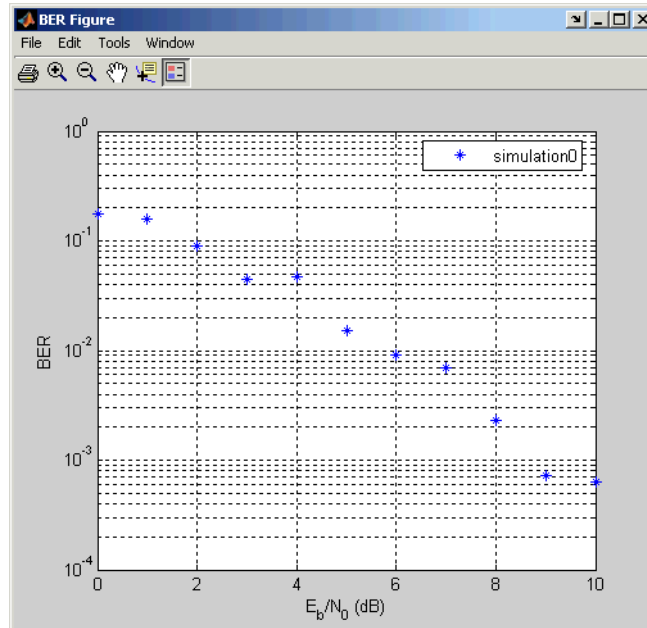 BER Figure
File Edit Tools Window
simulation0
10^0
10^-1
10^-2
10^-3
10^-4
BER
0 2 4 6 8 10
E_b/N_0 (dB)